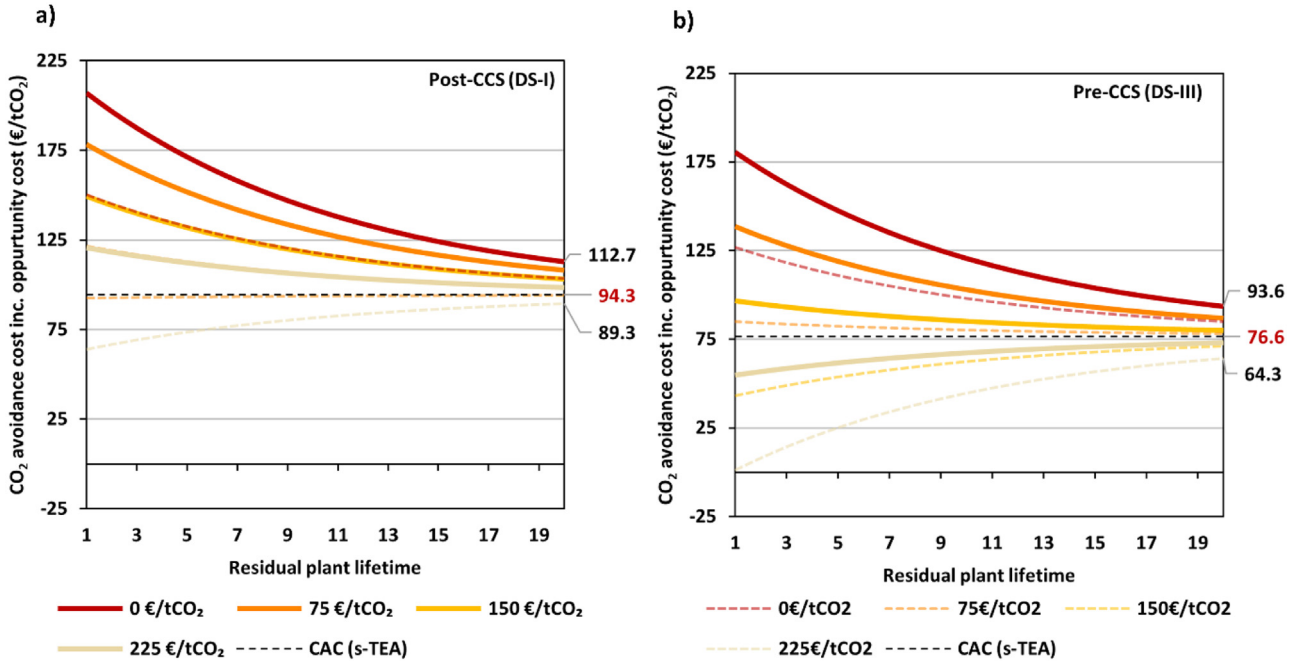 a)
CO₂ avoidance cost inc. oppurtunity cost (€/tCO₂)
225
175
125
75
25
-25
Post-CCS (DS-I)
112.7
94.3
89.3
1 3 5 7 9 11 13 15 17 19
Residual plant lifetime
0 €/tCO₂ 75 €/tCO₂ 150 €/tCO₂
225 €/tCO₂ CAC (s-TEA)
b)
CO₂ avoidance cost inc. oppurtunity cost (€/tCO₂)
225
175
125
75
25
-25
Pre-CCS (DS-III)
93.6
76.6
64.3
1 3 5 7 9 11 13 15 17 19
Residual plant lifetime
0€/tCO2 75€/tCO2 150€/tCO2
225€/tCO2 CAC (s-TEA)